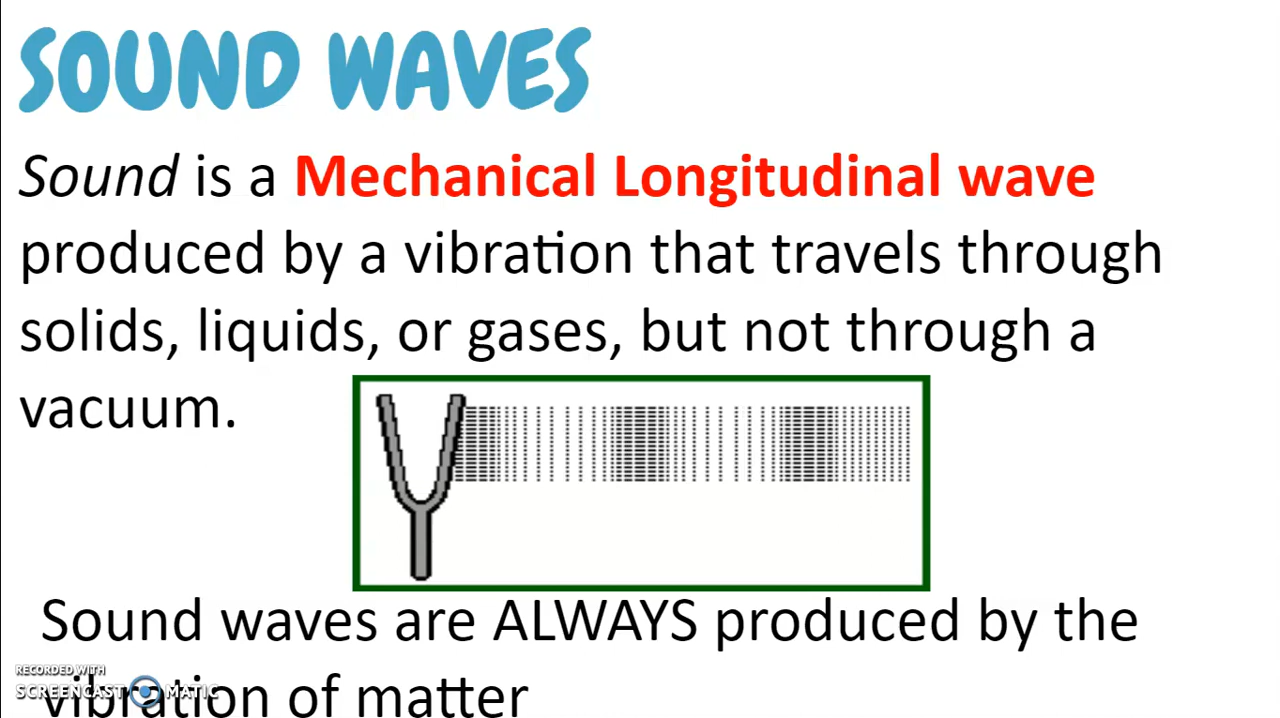 SOUND WAVES
Sound is a Mechanical Longitudinal wave
produced by a vibration that travels through
solids, liquids, or gases, but not through a
vacuum.
Sound waves are ALWAYS produced by the
vibration of matter
RECORDED WITH
SCREENCAST MATIC